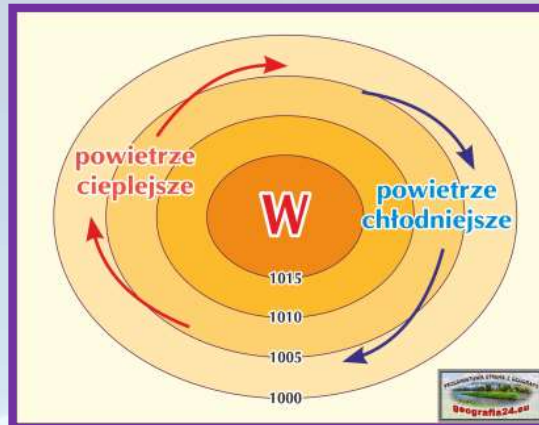 powietrze
cieplejsze
W
powietrze
chłodniejsze
1015
1010
1005
1000
geografia24.eu